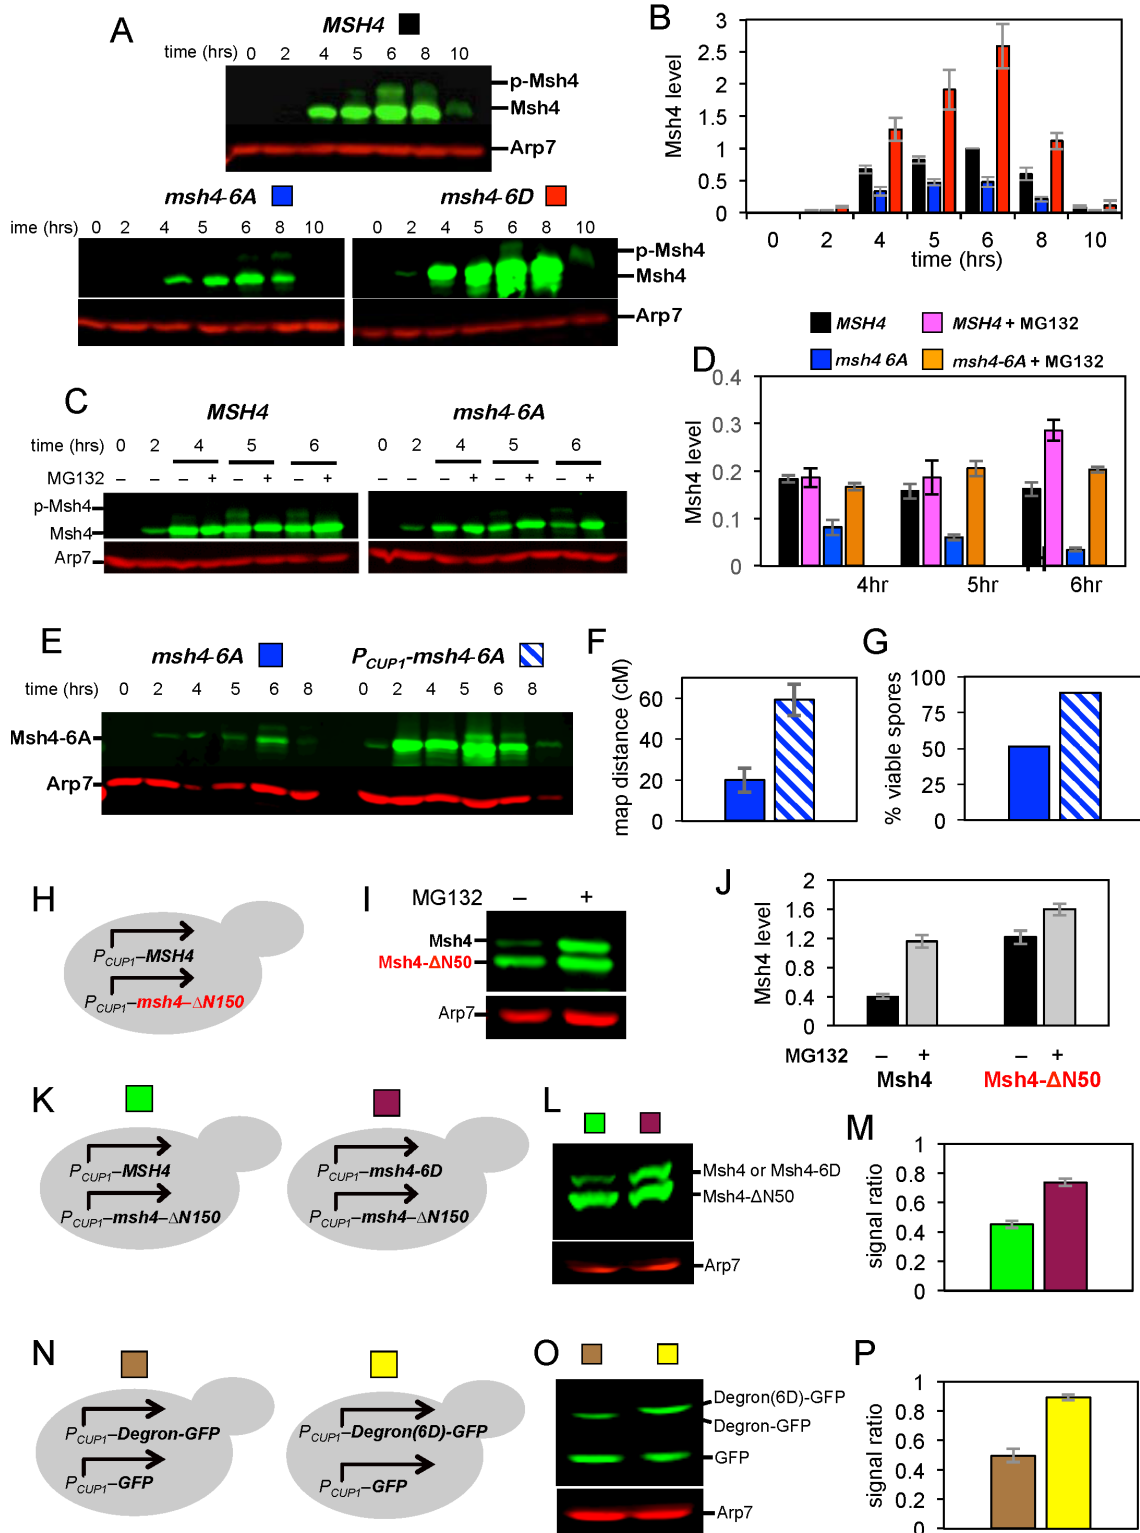 A
MSH4
time (hrs) 0 2 4 5 6 8 10
p-Msh4
Msh4
Arp7
msh4-6A
msh4-6D
ime (hrs) 0 2 4 5 6 8 10
0 2 4 5 6 8 10
p-Msh4
Msh4
Arp7
B
Msh4 level
3
2.5
2
1.5
1
0.5
0
0 2 4 5 6 8 10
time (hrs)
C
MSH4
msh4-6A
time (hrs) 0 2 4 5 6
0 2 4 5 6
MG132 – – – + – + – +
– – – + – + – +
p-Msh4
Msh4
Arp7
MSH4
MSH4 + MG132
msh4 6A
msh4-6A + MG132
D
Msh4 level
0.4
0.3
0.2
0.1
0
4hr 5hr 6hr
E
msh4-6A
PCUP1-msh4-6A
time (hrs) 0 2 4 5 6 8
0 2 4 5 6 8
Msh4-6A
Arp7
F
map distance (cM)
60
40
20
0
G
% viable spores
100
75
50
25
0
H
PCUP1–MSH4
PCUP1–msh4–ΔN150
I
MG132 – +
Msh4
Msh4-ΔN50
Arp7
J
Msh4 level
2
1.6
1.2
0.8
0.4
0
MG132 – + – +
Msh4 Msh4-ΔN50
K
PCUP1–MSH4
PCUP1–msh4–ΔN150
PCUP1–msh4-6D
PCUP1–msh4–ΔN150
L
Msh4 or Msh4-6D
Msh4-ΔN50
Arp7
M
signal ratio
1
0.8
0.6
0.4
0.2
0
N
PCUP1–Degron-GFP
PCUP1–GFP
PCUP1–Degron(6D)-GFP
PCUP1–GFP
O
Degron(6D)-GFP
Degron-GFP
GFP
Arp7
P
signal ratio
1
0.8
0.6
0.4
0.2
0